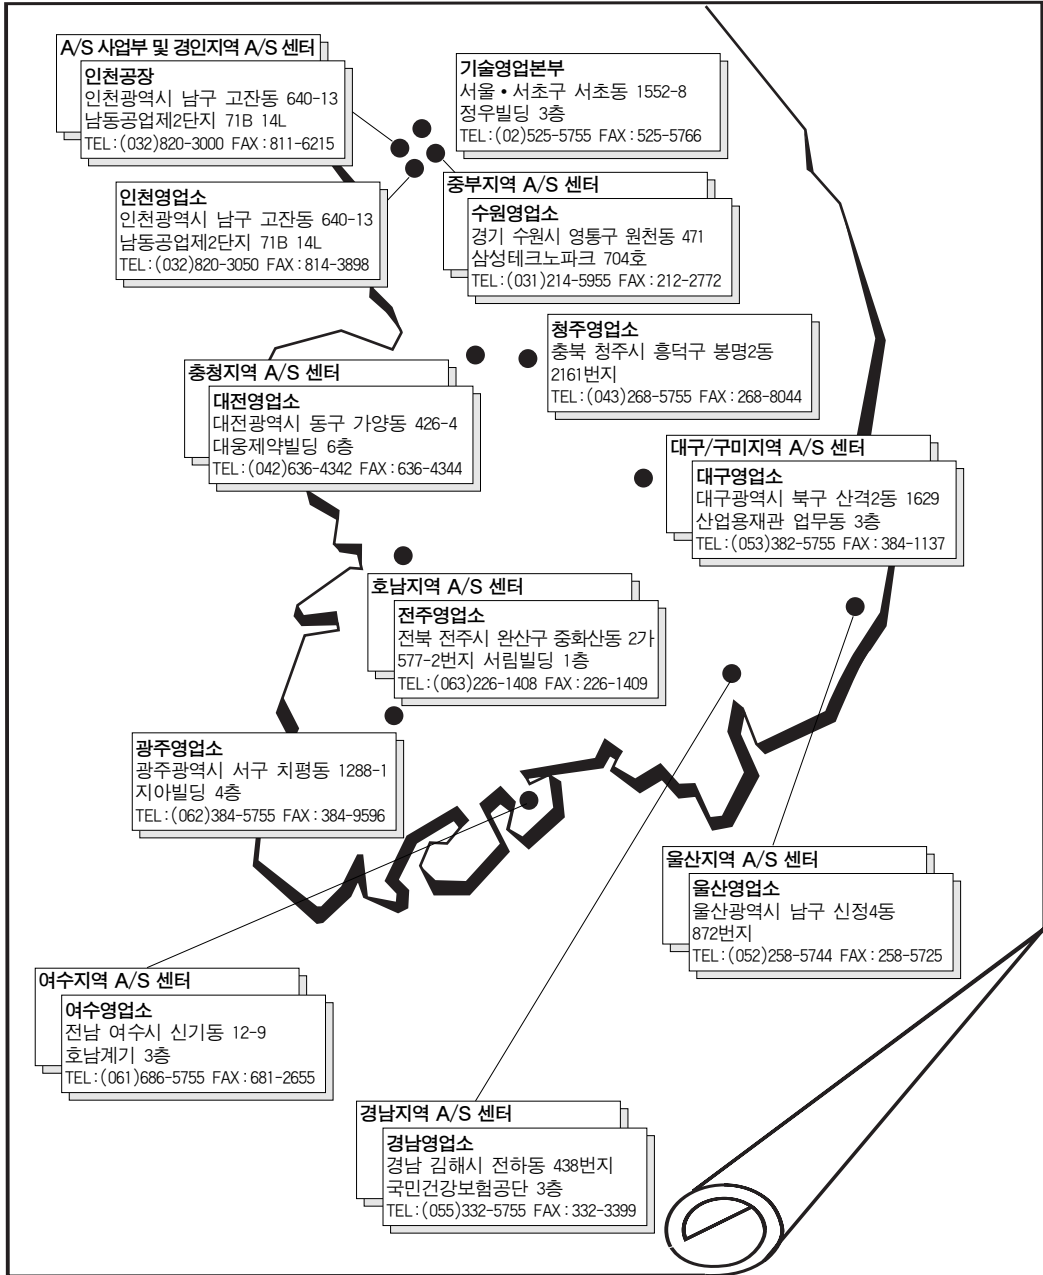 A/S 사업부 및 경인지역 A/S 센터
인천공장
인천광역시 남구 고잔동 640-13
남동공업제2단지 71B 14L
TEL:(032)820-3000 FAX:811-6215
기술영업본부
서울•서초구 서초동 1552-8
정우빌딩 3층
TEL:(02)525-5755 FAX:525-5766
인천영업소
인천광역시 남구 고잔동 640-13
남동공업제2단지 71B 14L
TEL:(032)820-3050 FAX:814-3898
중부지역 A/S 센터
수원영업소
경기 수원시 영통구 원천동 471
삼성테크노파크 704호
TEL:(031)214-5955 FAX:212-2772
청주영업소
충북 청주시 흥덕구 봉명2동
2161번지
TEL:(043)268-5755 FAX:268-8044
충청지역 A/S 센터
대전영업소
대전광역시 동구 가양동 426-4
대웅제약빌딩 6층
TEL:(042)636-4342 FAX:636-4344
대구/구미지역 A/S 센터
대구영업소
대구광역시 북구 산격2동 1629
산업용재관 업무동 3층
TEL:(053)382-5755 FAX:384-1137
호남지역 A/S 센터
전주영업소
전북 전주시 완산구 중화산동 2가
577-2번지 서림빌딩 1층
TEL:(063)226-1408 FAX:226-1409
광주영업소
광주광역시 서구 치평동 1288-1
지아빌딩 4층
TEL:(062)384-5755 FAX:384-9596
울산지역 A/S 센터
울산영업소
울산광역시 남구 신정4동
872번지
TEL:(052)258-5744 FAX:258-5725
여수지역 A/S 센터
여수영업소
전남 여수시 신기동 12-9
호남계기 3층
TEL:(061)686-5755 FAX:681-2655
경남지역 A/S 센터
경남영업소
경남 김해시 전하동 438번지
국민건강보험공단 3층
TEL:(055)332-5755 FAX:332-3399